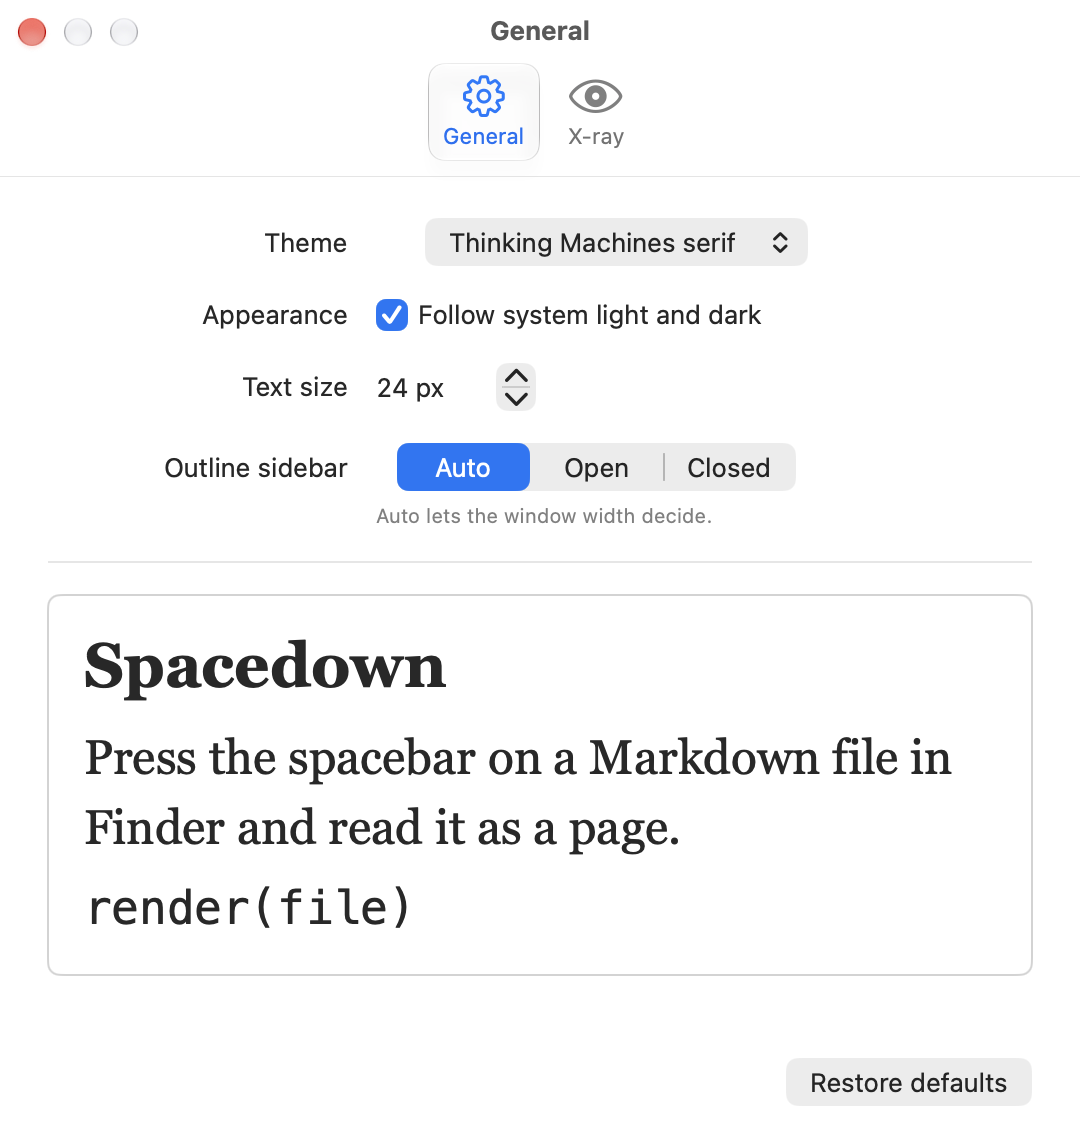 General
General
X-ray
Theme
Thinking Machines serif
Appearance
Follow system light and dark
Text size
24 px
Outline sidebar
Auto
Open
Closed
Auto lets the window width decide.
Spacedown
Press the spacebar on a Markdown file in
Finder and read it as a page.
render(file)
Restore defaults